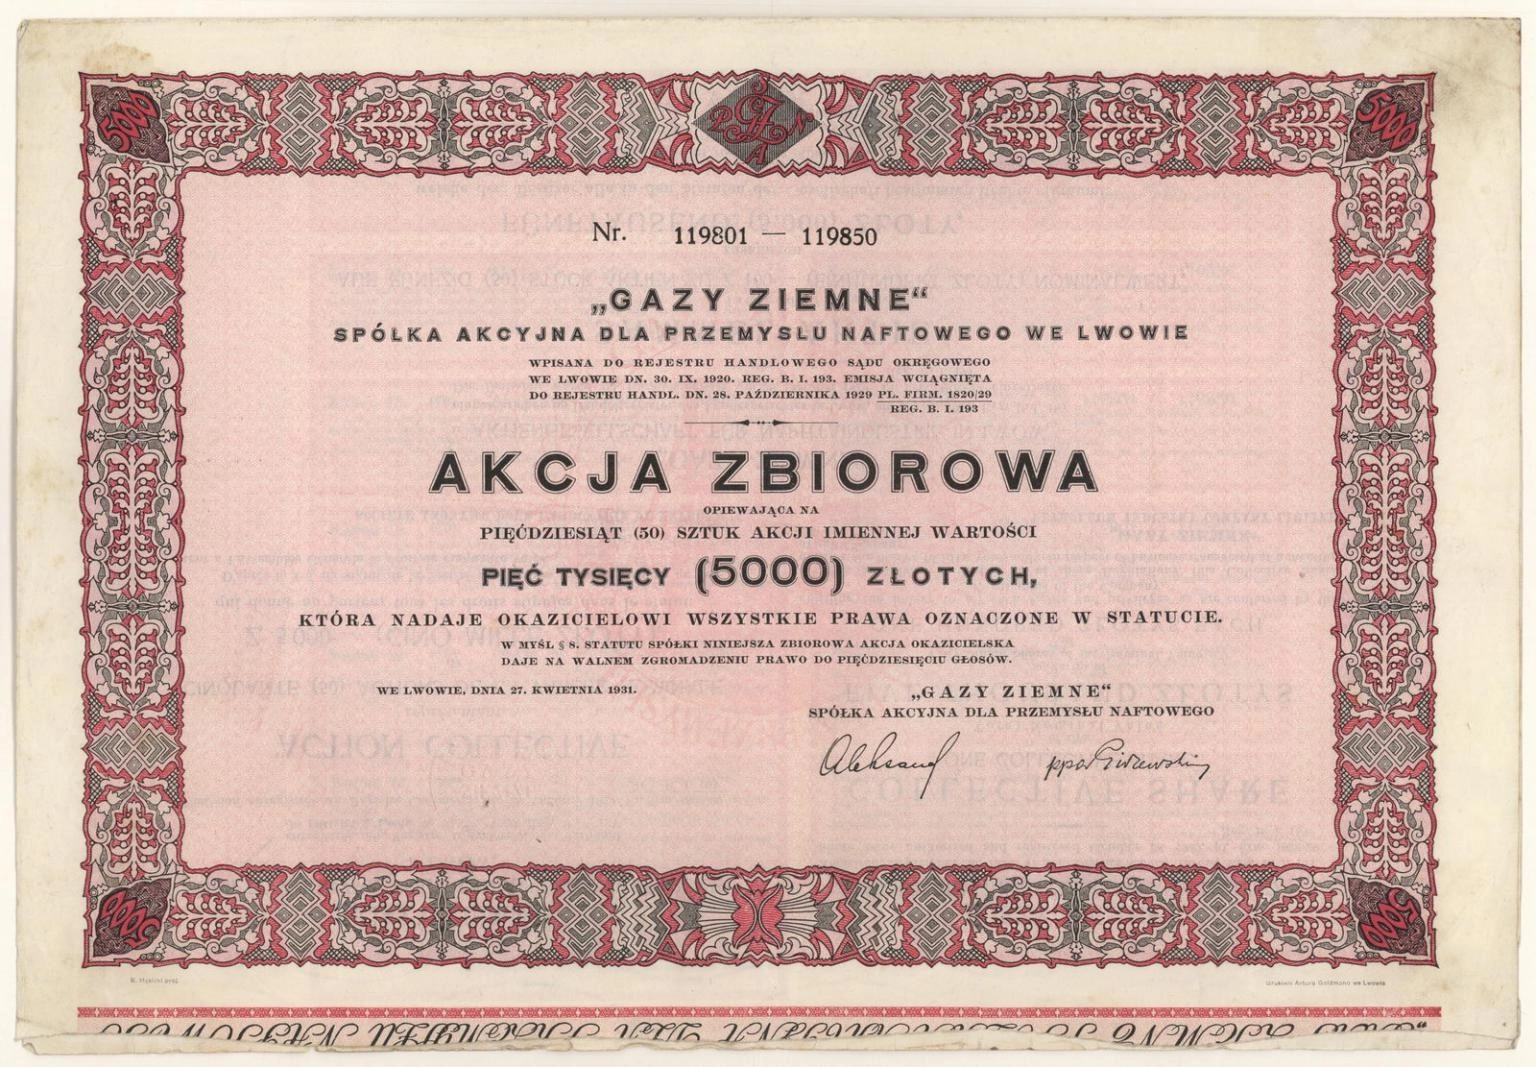 5000
S
P G Z N
A
5000
Nr. 119801 — 119850
„GAZY ZIEMNE“
SPÓŁKA AKCYJNA DLA PRZEMYSŁU NAFTOWEGO WE LWOWIE
WPISANA DO REJESTRU HANDLOWEGO SĄDU OKRĘGOWEGO
WE LWOWIE DN. 30. IX. 1920. REG. B. I. 193. EMISJA WCIĄGNIĘTA
DO REJESTRU HANDL. DN. 28. PAŹDZIERNIKA 1929 PL. FIRM. 1820/29
REG. B. I. 193
AKCJA ZBIOROWA
OPIEWAJĄCA NA
PIĘĆDZIESIĄT (50) SZTUK AKCJI IMIENNEJ WARTOŚCI
PIĘĆ TYSIĘCY (5000) ZŁOTYCH,
KTÓRA NADAJE OKAZICIELOWI WSZYSTKIE PRAWA OZNACZONE W STATUCIE.
W MYŚL § 8. STATUTU SPÓŁKI NINIEJSZA ZBIOROWA AKCJA OKAZICIELSKA
DAJE NA WALNEM ZGROMADZENIU PRAWO DO PIĘĆDZIESIĘCIU GŁOSÓW.
WE LWOWIE, DNIA 27. KWIETNIA 1931.
„GAZY ZIEMNE“
SPÓŁKA AKCYJNA DLA PRZEMYSŁU NAFTOWEGO
5000
5000
Drukiem Artura Goldmana we Lwowie